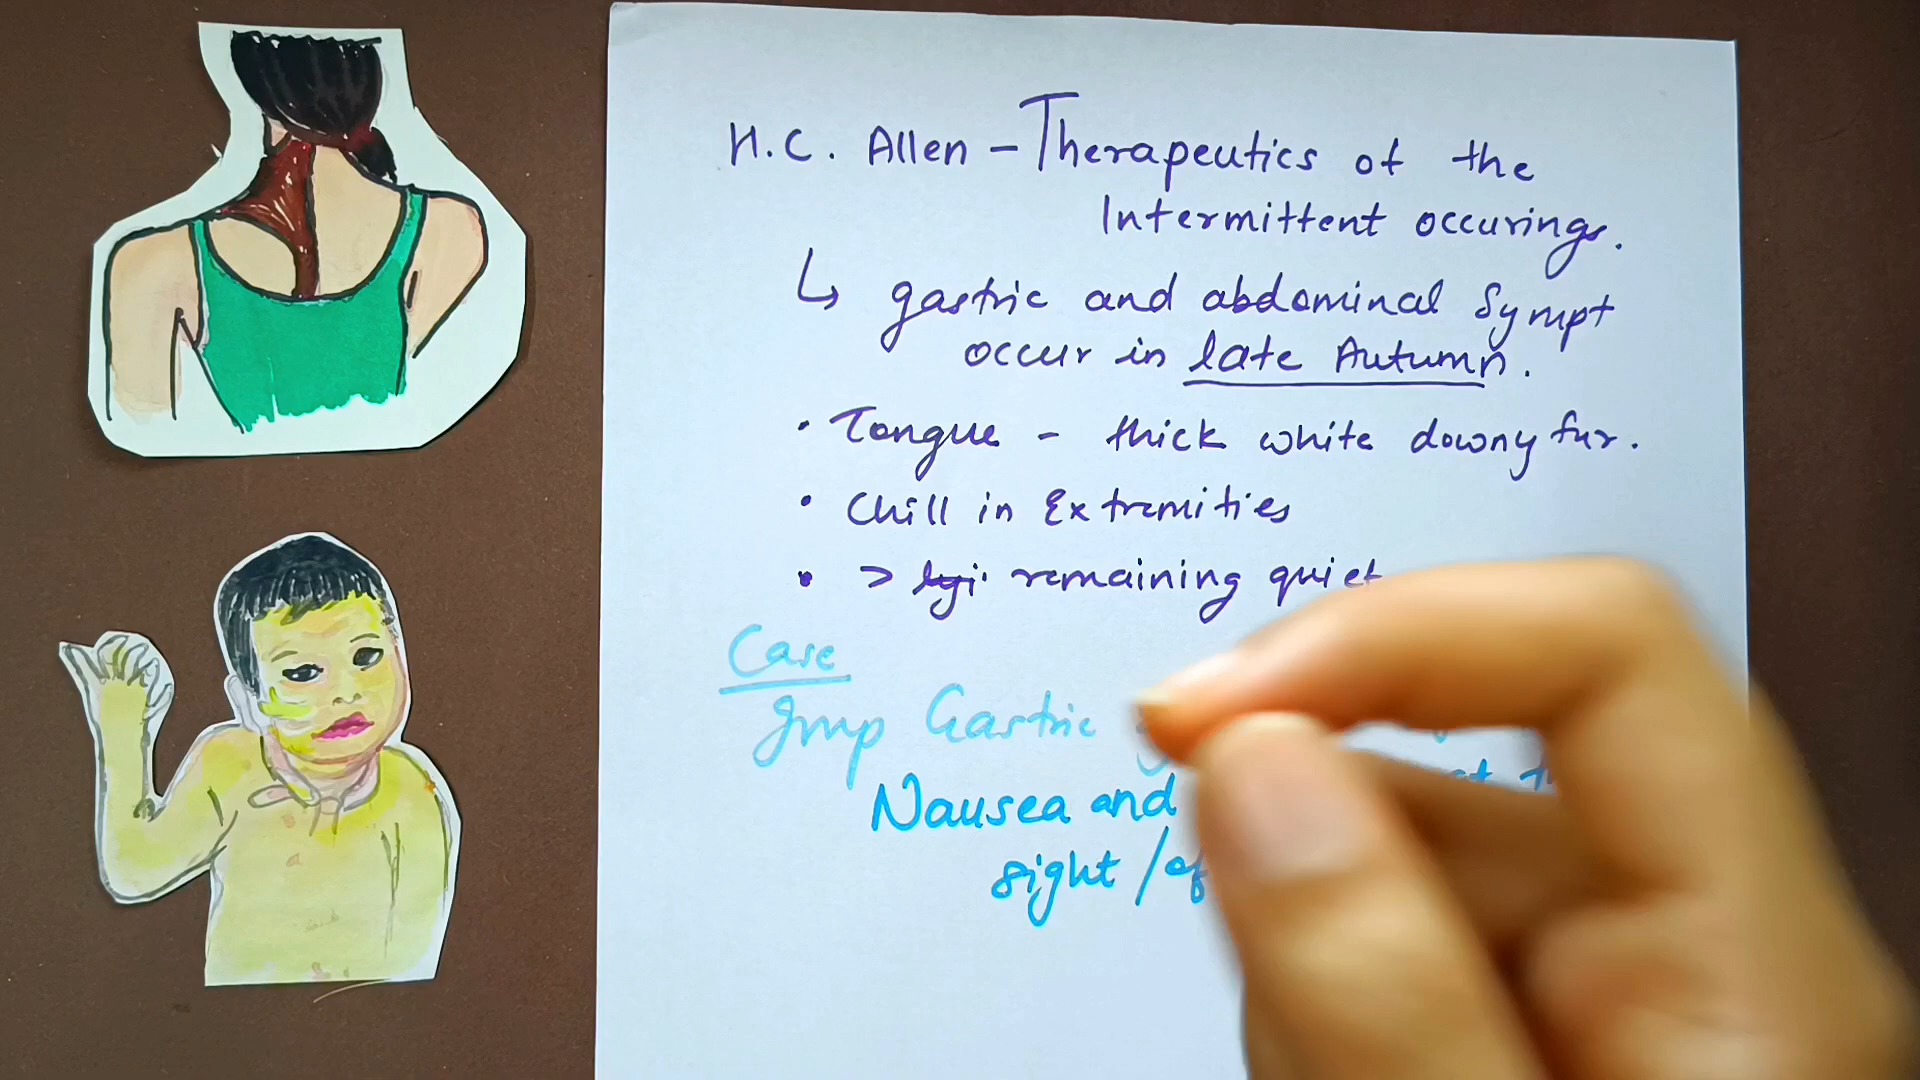 H.C. Allen - Therapeutics of the
Intermittent occurings.
↳ gastric and abdominal Sympt
occur in late Autumn.
• Tongue - thick white downy fur.
• Chill in Extremities
• > remaining quiet
Case
Imp Gastric
Nausea and
sight / of